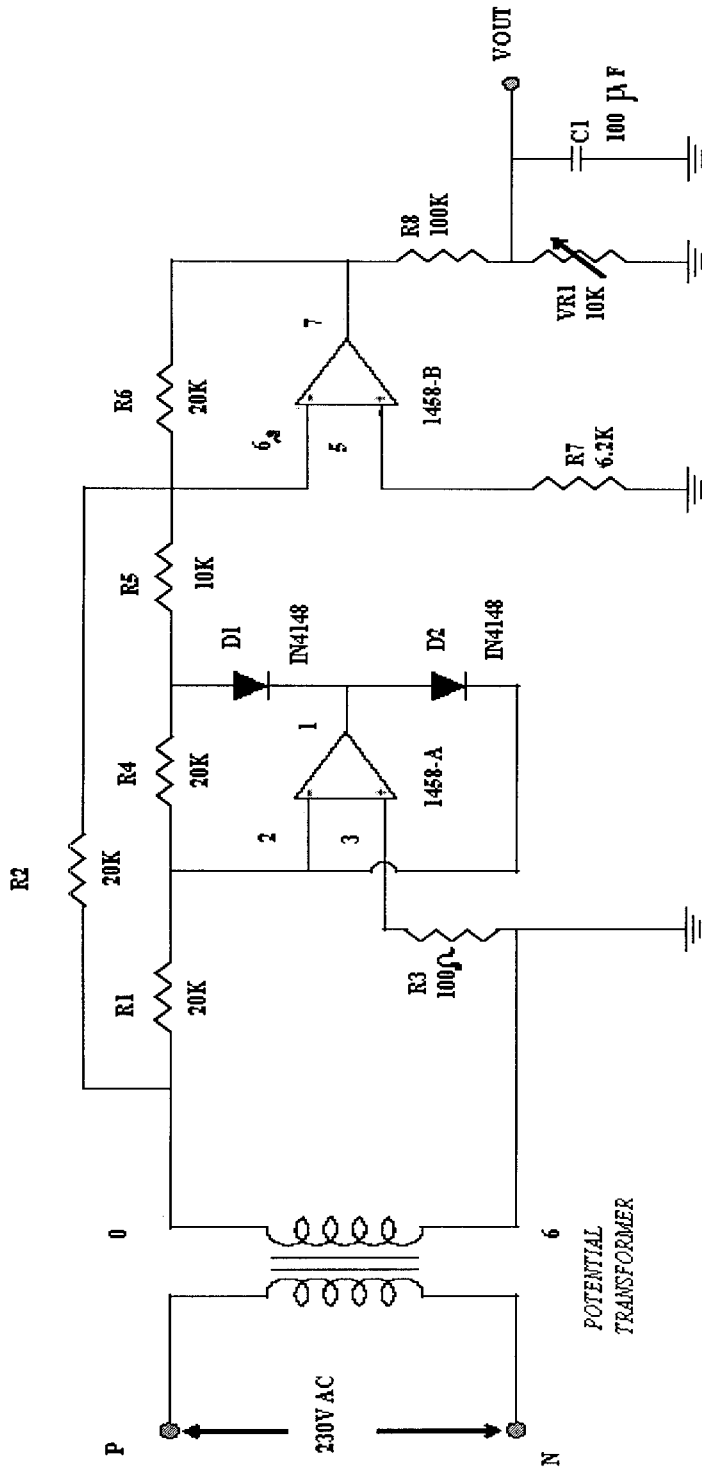 P
230V AC
N
0
6
POTENTIAL
TRANSFORMER
R2
20K
R1
20K
R4
20K
R5
10K
R6
20K
2
3
1
1458-A
R3
100Ω
D1
IN4148
D2
IN4148
6
5
7
1458-B
R7
6.2K
R8
100K
VR1
10K
VOUT
C1
100 μF